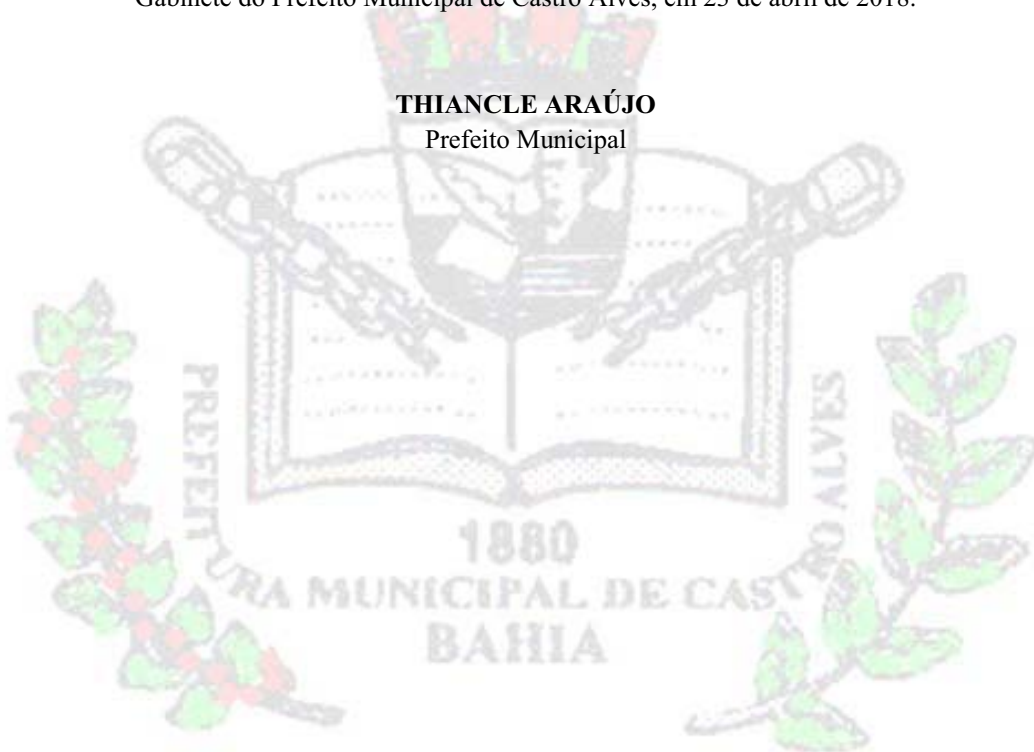 Gabinete do Prefeito Municipal de Castro Alves, em 23 de abril de 2018.
THIANCLE ARAÚJO
Prefeito Municipal
1880
PREFEITURA MUNICIPAL DE CASTRO ALVES
BAHIA